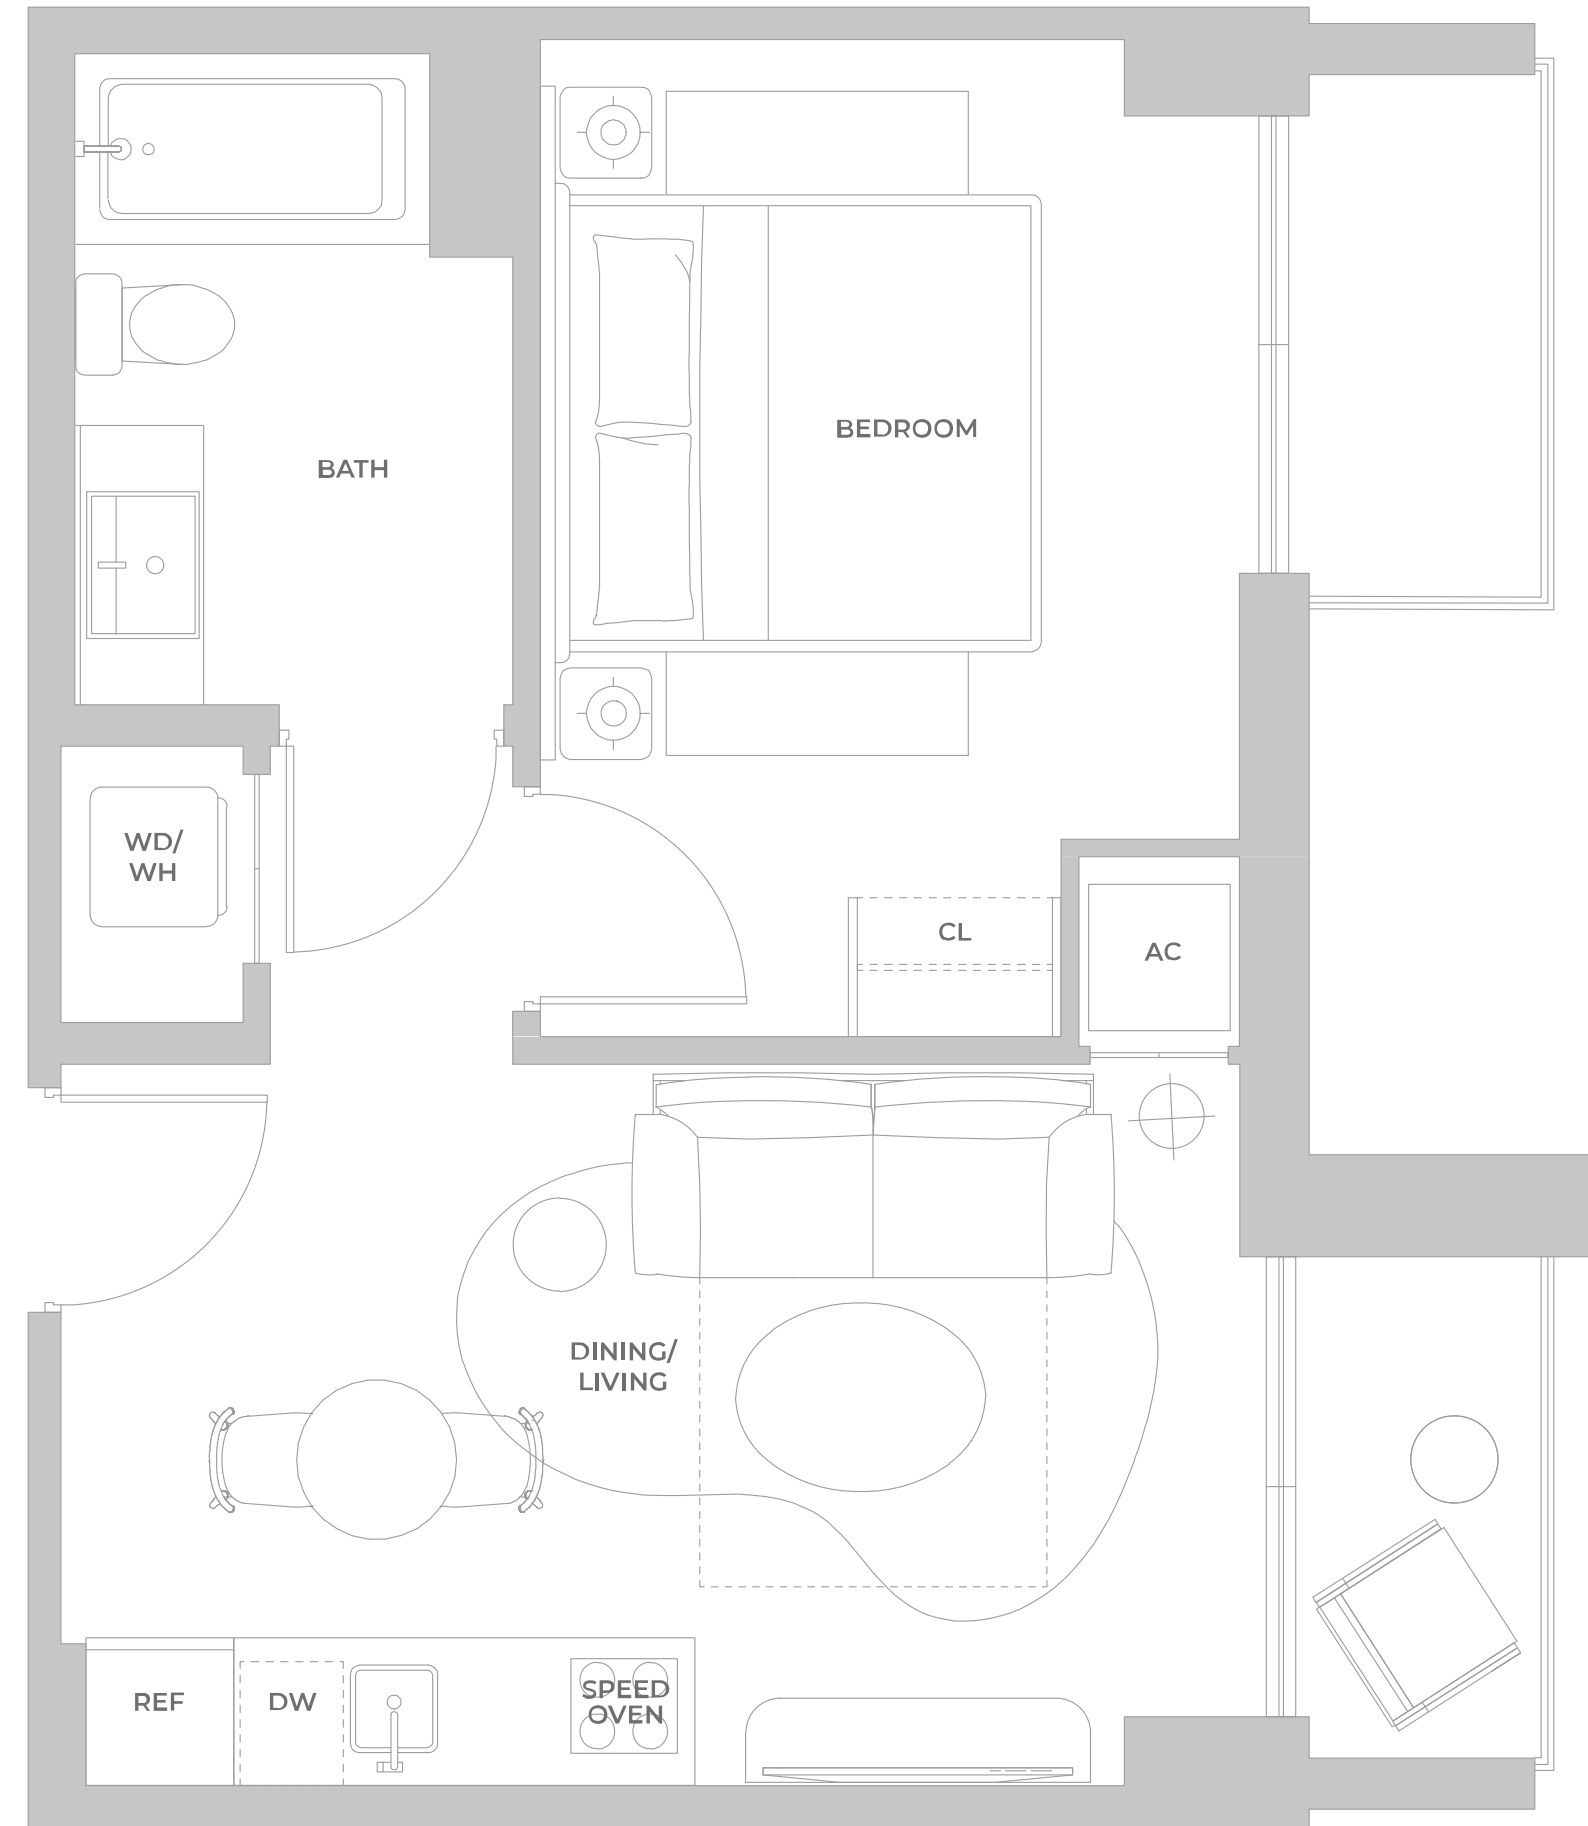 BEDROOM
BATH
WD/
WH
CL
AC
DINING/
LIVING
REF
DW
SPEED
OVEN